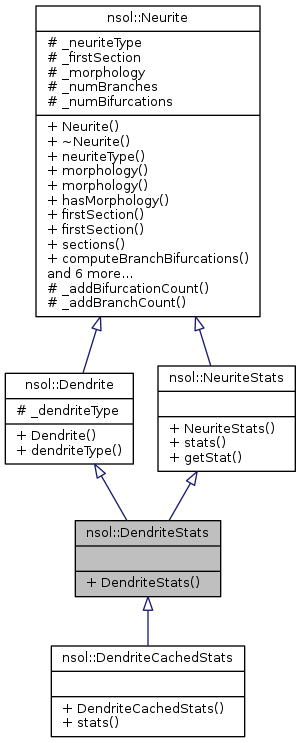 nsol::Neurite
# _neuriteType
# _firstSection
# _morphology
# _numBranches
# _numBifurcations
+ Neurite()
+ ~Neurite()
+ neuriteType()
+ morphology()
+ morphology()
+ hasMorphology()
+ firstSection()
+ firstSection()
+ sections()
+ computeBranchBifurcations()
and 6 more...
# _addBifurcationCount()
# _addBranchCount()
nsol::Dendrite
# _dendriteType
+ Dendrite()
+ dendriteType()
nsol::NeuriteStats
+ NeuriteStats()
+ stats()
+ getStat()
nsol::DendriteStats
+ DendriteStats()
nsol::DendriteCachedStats
+ DendriteCachedStats()
+ stats()